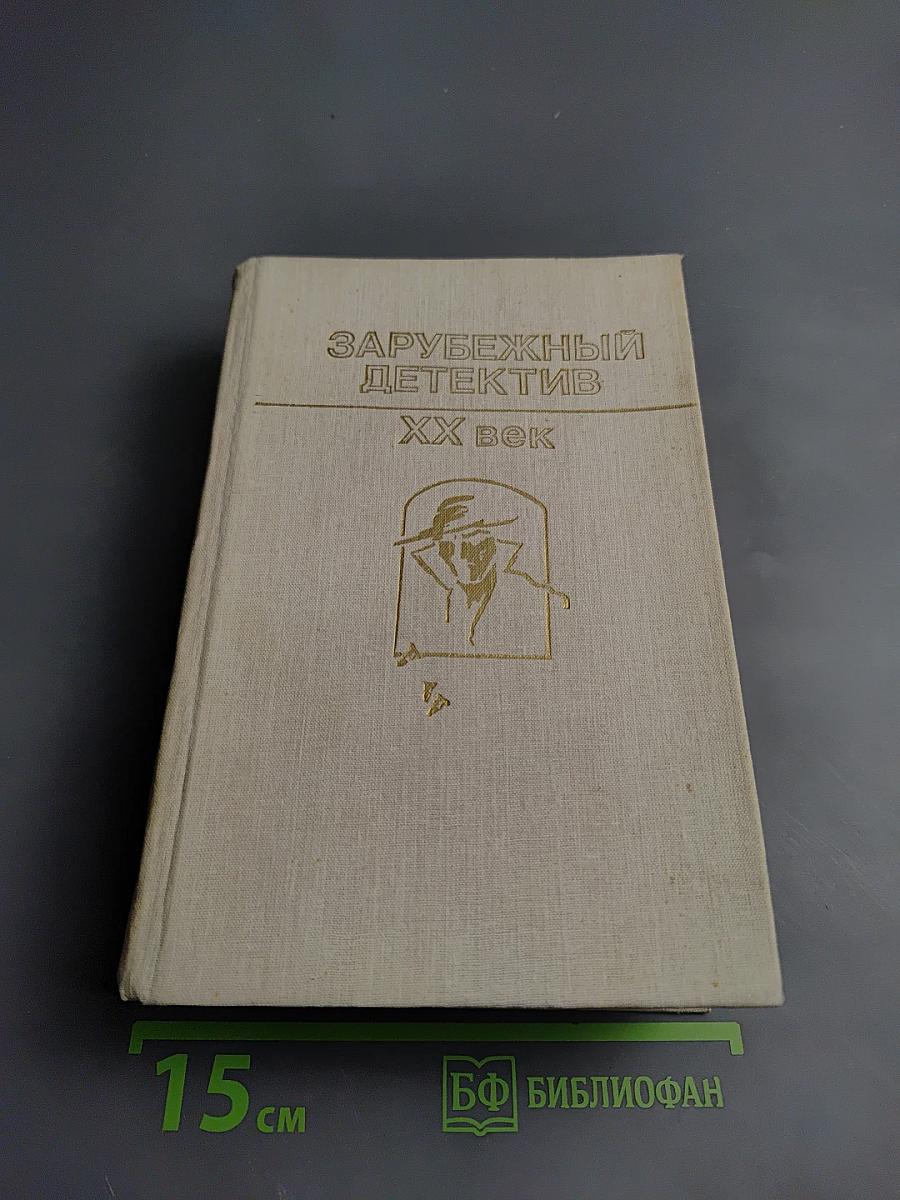 ЗАРУБЕЖНЫЙ
ДЕТЕКТИВ
XX век
15 см
БФ БИБЛИОФАН